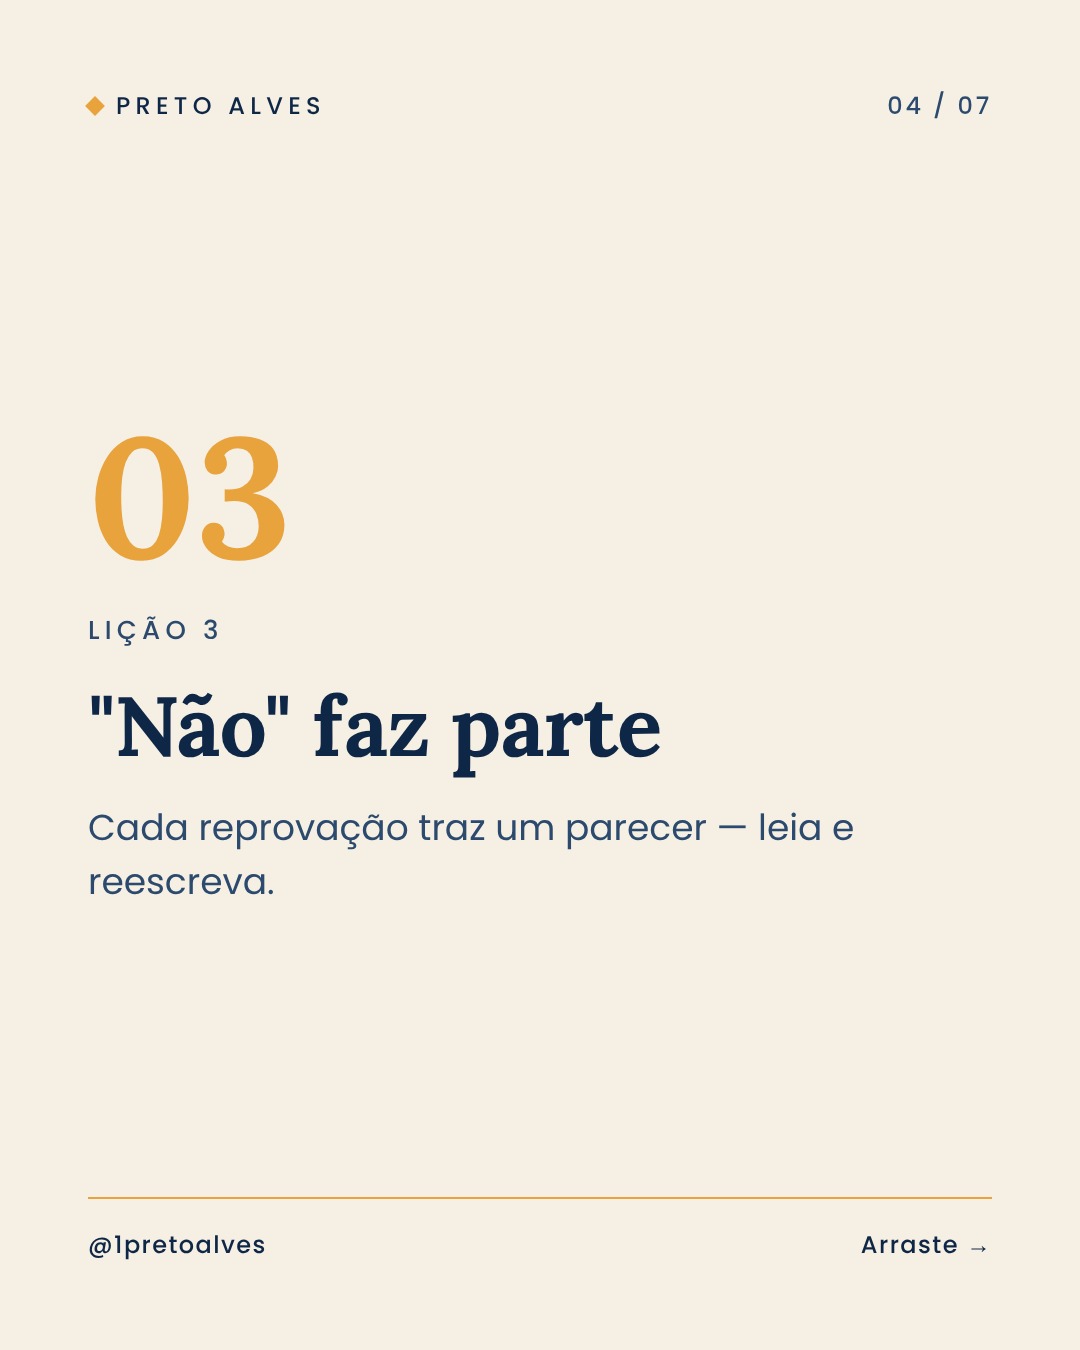 PRETO ALVES
04 / 07
03
LIÇÃO 3
"Não" faz parte
Cada reprovação traz um parecer — leia e
reescreva.
@1pretoalves
Arraste →